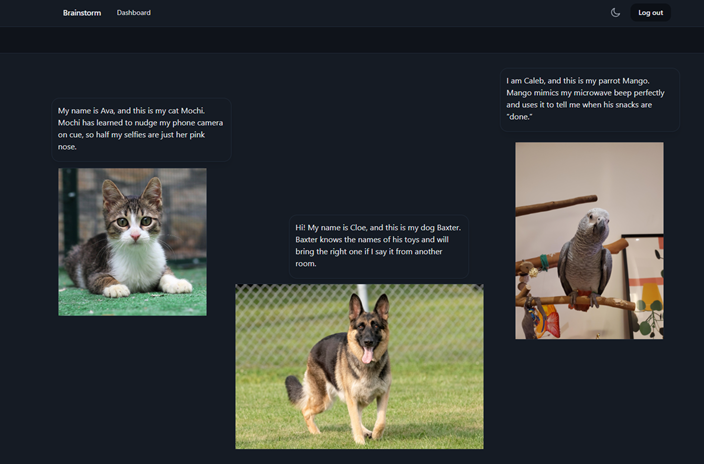 Brainstorm
Dashboard
Log out
My name is Ava, and this is my cat Mochi.
Mochi has learned to nudge my phone camera
on cue, so half my selfies are just her pink
nose.
Hi! My name is Cloe, and this is my dog Baxter.
Baxter knows the names of his toys and will
bring the right one if I say it from another
room.
I am Caleb, and this is my parrot Mango.
Mango mimics my microwave beep perfectly
and uses it to tell me when his snacks are
“done.”